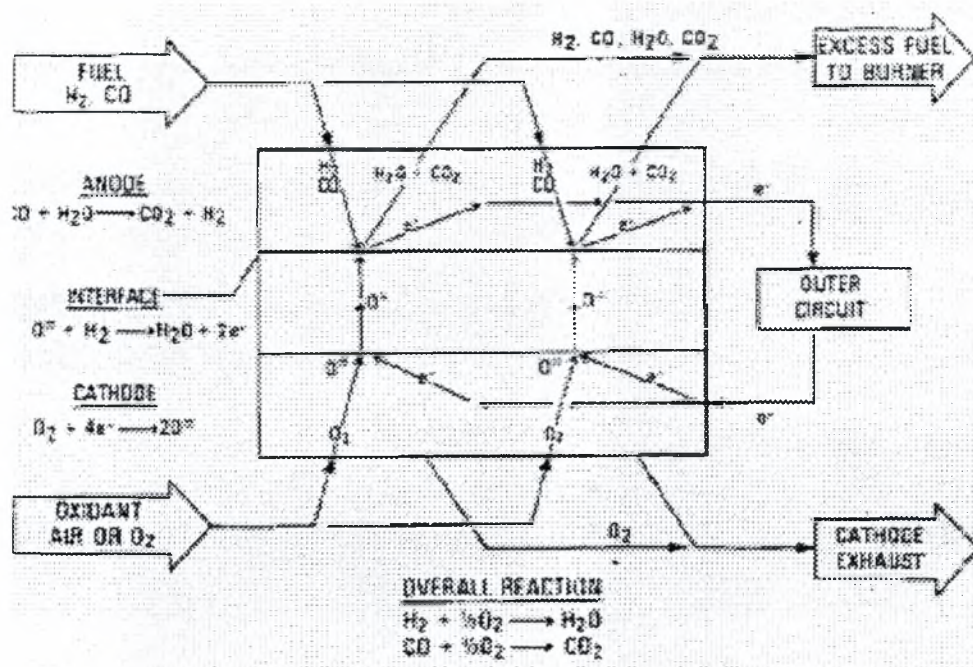 H₂, CO, H₂O, CO₂
FUEL
H₂, CO
EXCESS FUEL
TO BURNER
H₂
CO
H₂O + CO₂
H₂
CO
H₂O + CO₂
ANODE
CO + H₂O → CO₂ + H₂
e⁻
e⁻
e⁻
INTERFACE
O⁼ + H₂ → H₂O + 2e⁻
O⁼
O⁼
OUTER
CIRCUIT
O⁼
e⁻
O⁼
e⁻
e⁻
CATHODE
O₂ + 4e⁻ → 2O⁼
O₂
O₂
OXIDANT
AIR OR O₂
O₂
CATHODE
EXHAUST
OVERALL REACTION
H₂ + ½O₂ → H₂O
CO + ½O₂ → CO₂